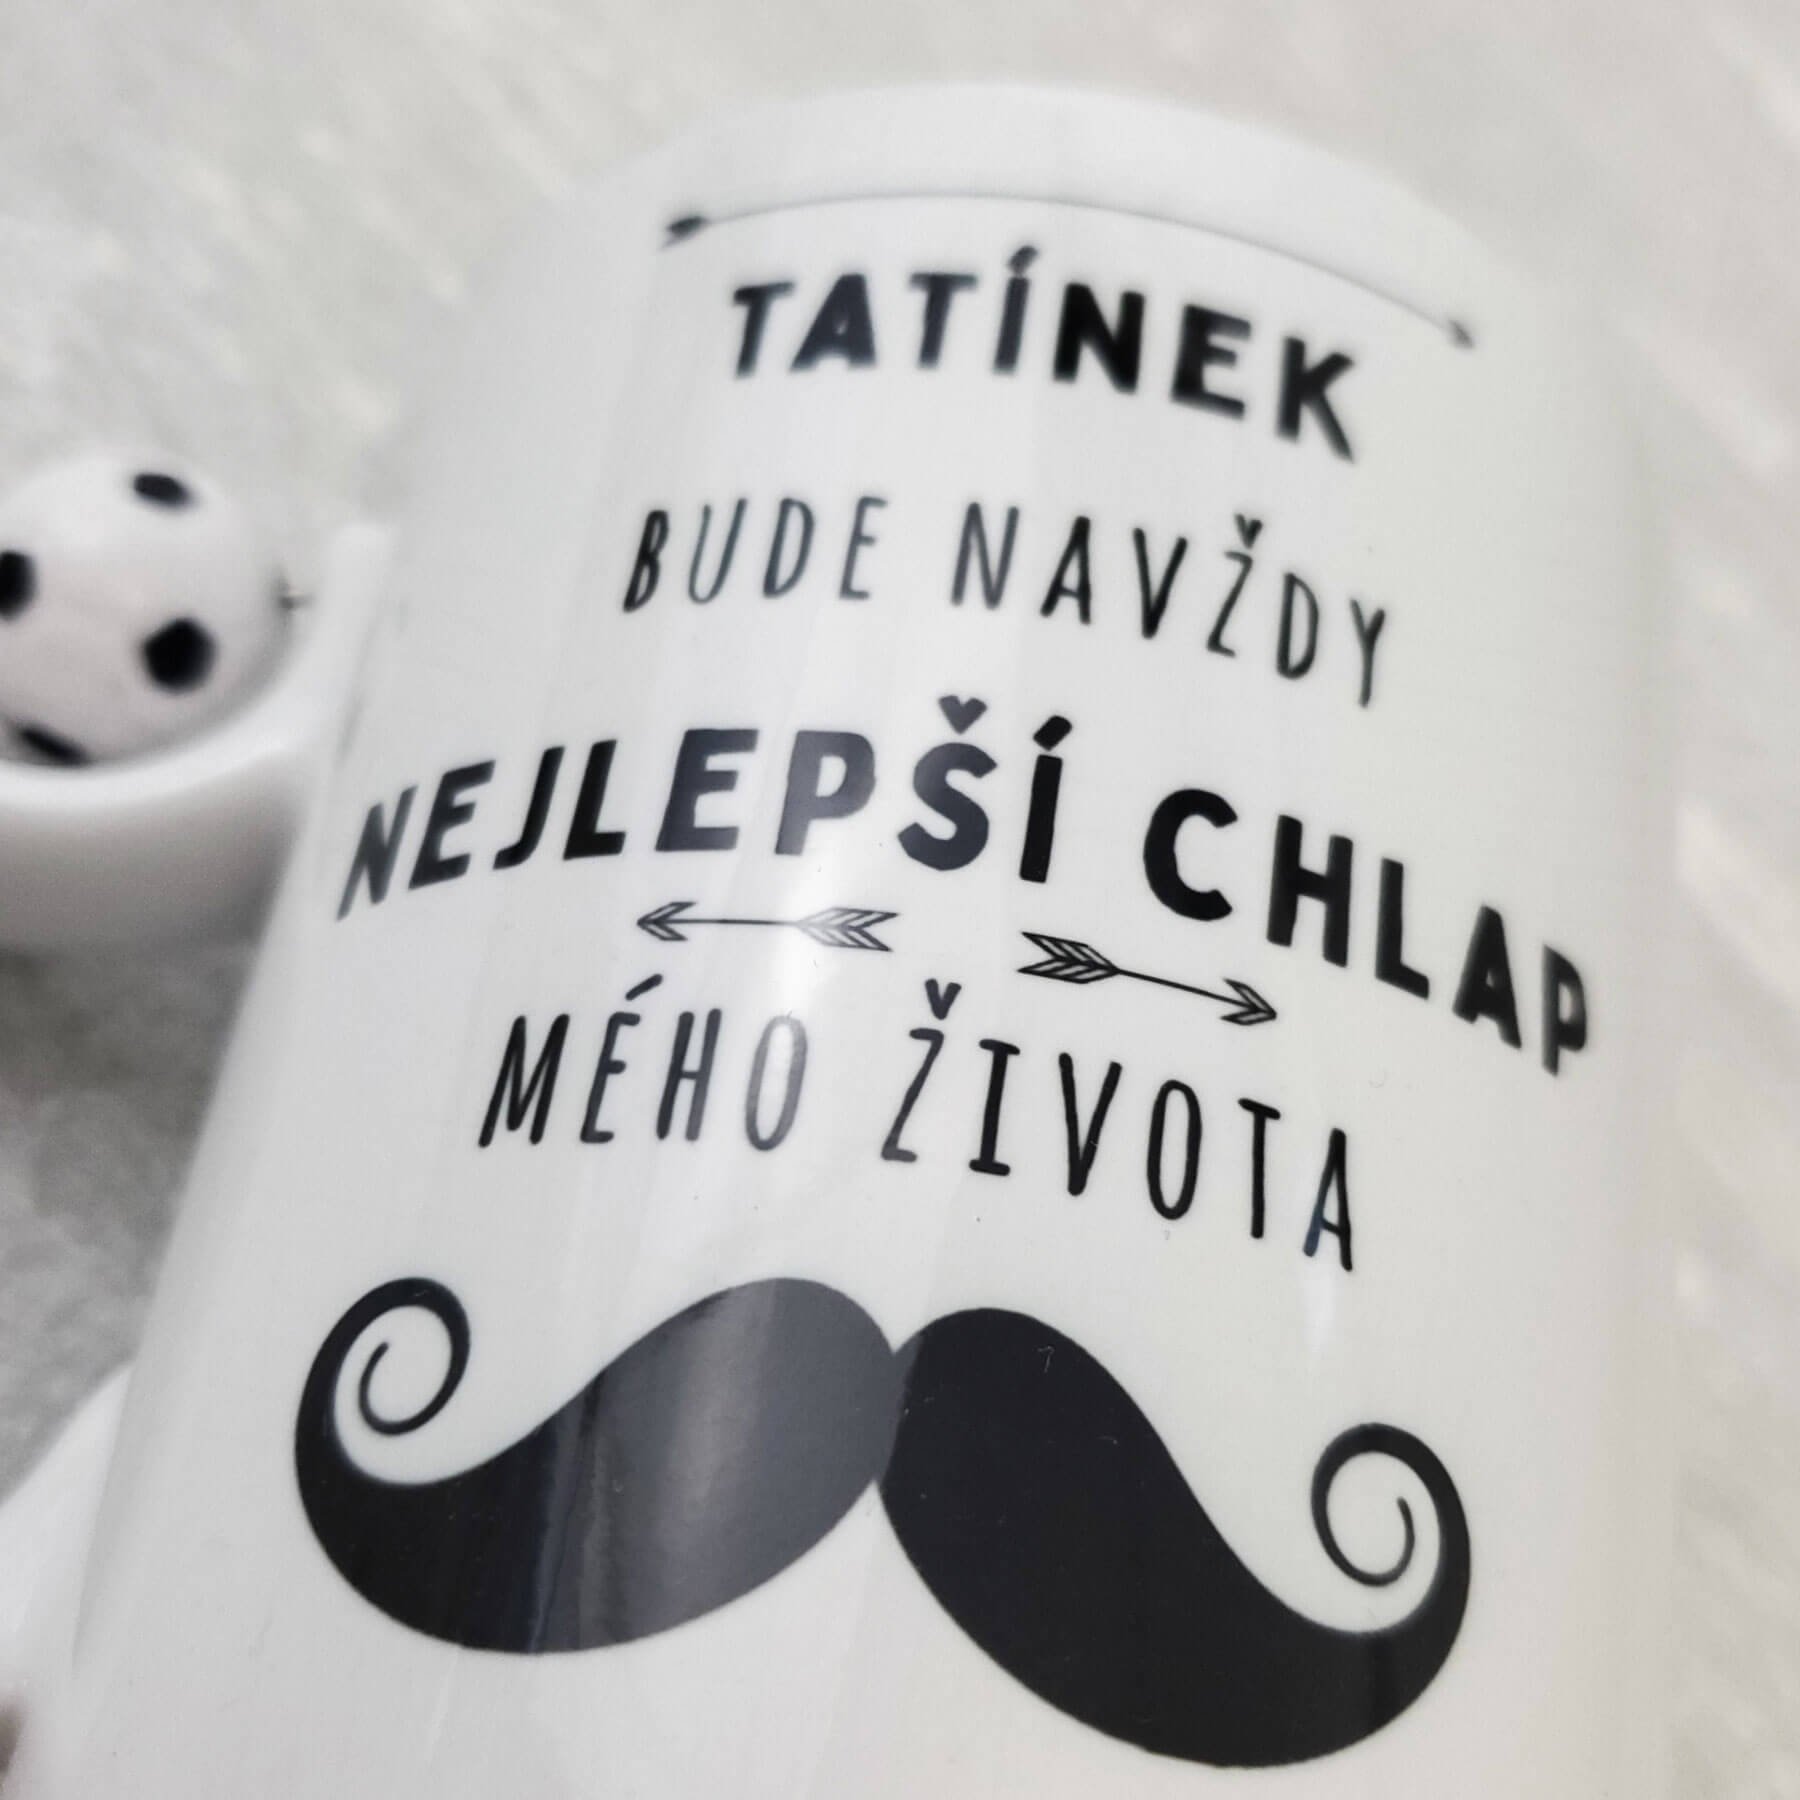 TATÍNEK
BUDE NAVŽDY
NEJLEPŠÍ CHLAP
MÉHO ŽIVOTA